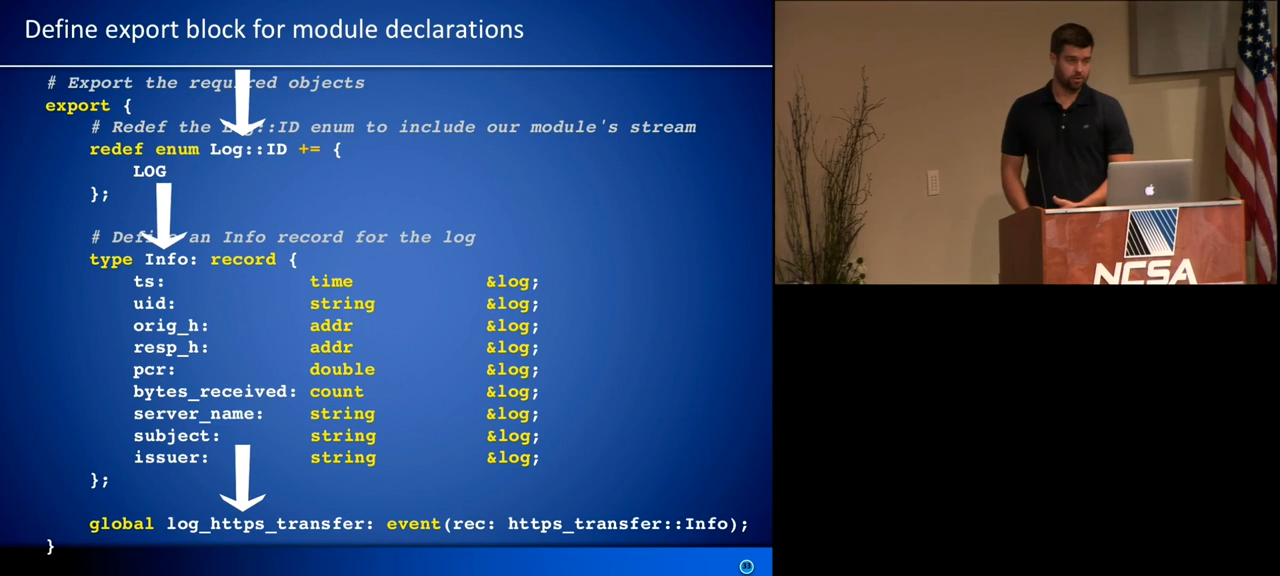 Define export block for module declarations
# Export the required objects
export {
# Redef the Log::ID enum to include our module's stream
redef enum Log::ID += {
LOG
};
# Define an Info record for the log
type Info: record {
ts: time &log;
uid: string &log;
orig_h: addr &log;
resp_h: addr &log;
pcr: double &log;
bytes_received: count &log;
server_name: string &log;
subject: string &log;
issuer: string &log;
};
global log_https_transfer: event(rec: https_transfer::Info);
}
33
NCSA